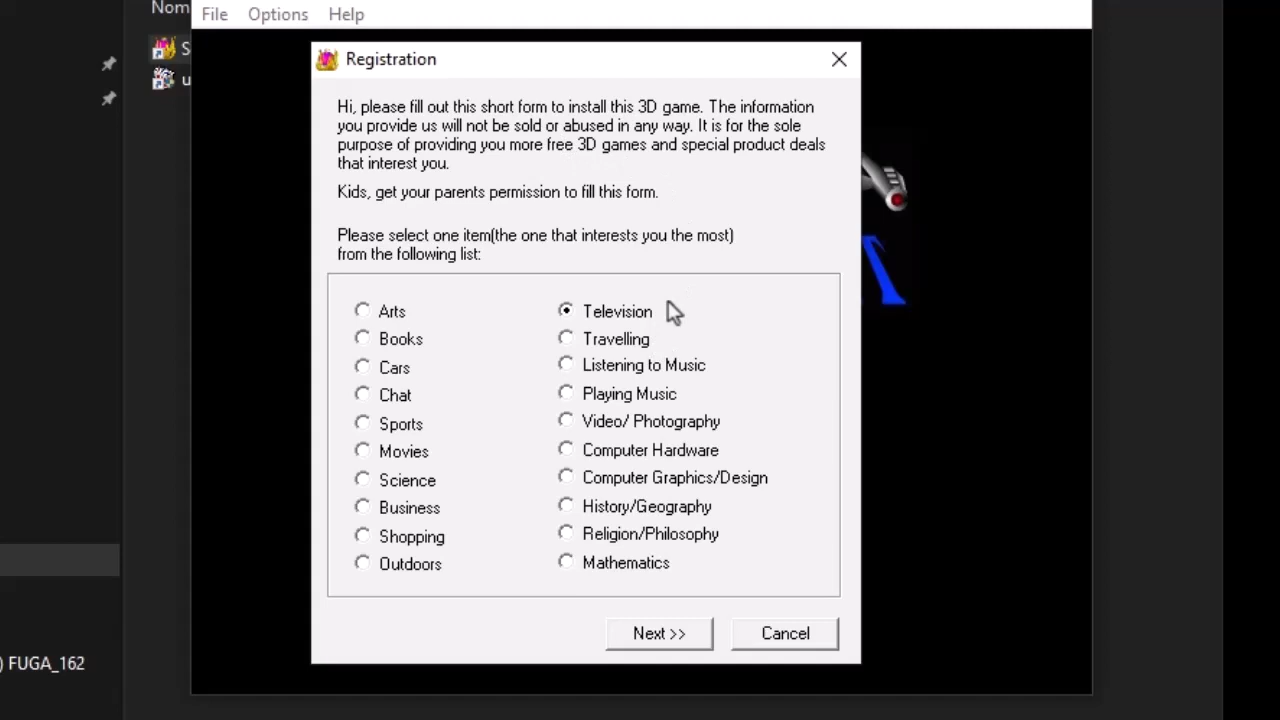 Nom
File Options Help
S
u
Registration
Hi, please fill out this short form to install this 3D game. The information
you provide us will not be sold or abused in any way. It is for the sole
purpose of providing you more free 3D games and special product deals
that interest you.
Kids, get your parents permission to fill this form.
Please select one item(the one that interests you the most)
from the following list:
Arts
Books
Cars
Chat
Sports
Movies
Science
Business
Shopping
Outdoors
Television
Travelling
Listening to Music
Playing Music
Video/ Photography
Computer Hardware
Computer Graphics/Design
History/Geography
Religion/Philosophy
Mathematics
Next >> Cancel
) FUGA_162